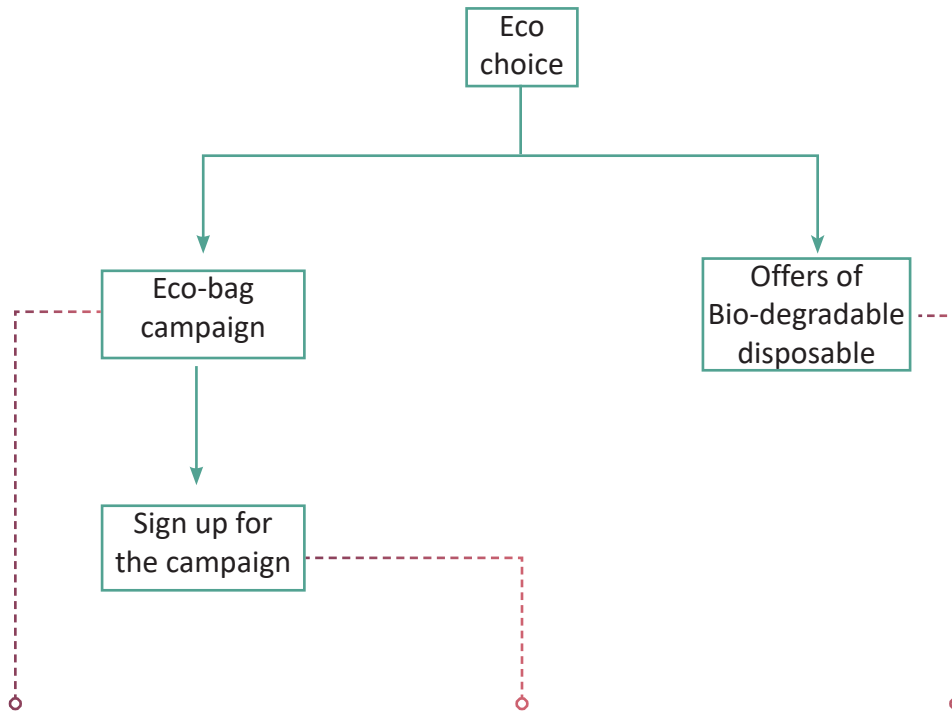 Eco
choice
Eco-bag
campaign
Offers of
Bio-degradable
disposable
Sign up for
the campaign